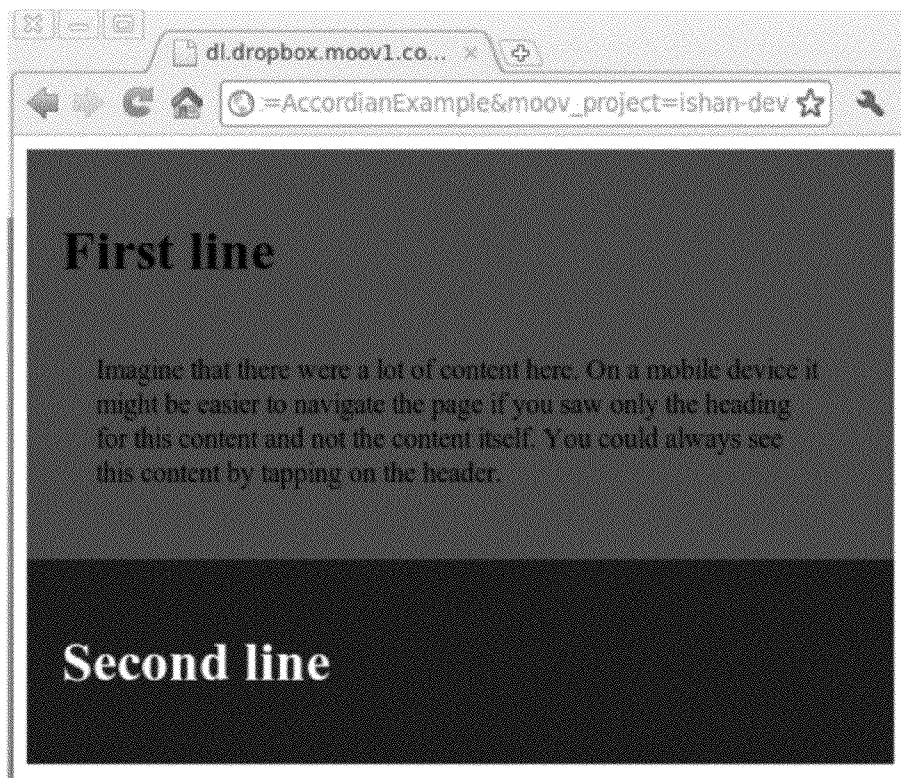 dl.dropbox.moov1.co...
:=AccordianExample&moov_project=ishan-dev
First line
Imagine that there were a lot of content here. On a mobile device it
might be easier to navigate the page if you saw only the heading
for this content and not the content itself. You could always see
this content by tapping on the header.
Second line